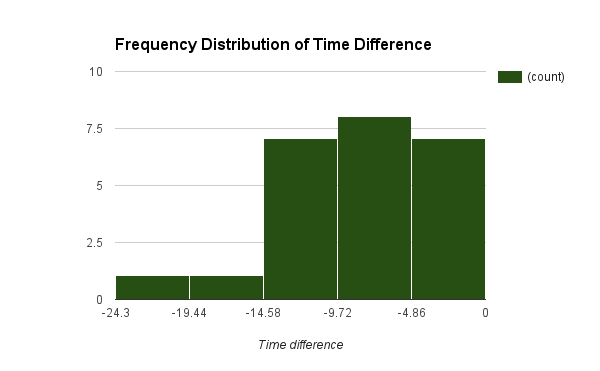 Frequency Distribution of Time Difference
10
(count)
7.5
5
2.5
0
-24.3 -19.44 -14.58 -9.72 -4.86 0
Time difference